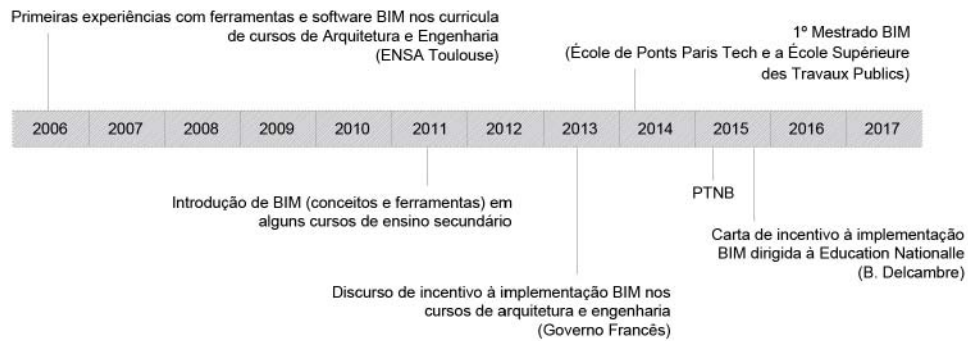 Primeiras experiências com ferramentas e software BIM nos curricula
de cursos de Arquitetura e Engenharia
(ENSA Toulouse)
1º Mestrado BIM
(École de Ponts Paris Tech e a École Supérieure
des Travaux Publics)
2006 2007 2008 2009 2010 2011 2012 2013 2014 2015 2016 2017
Introdução de BIM (conceitos e ferramentas) em
alguns cursos de ensino secundário
PTNB
Carta de incentivo à implementação
BIM dirigida à Education Nationalle
(B. Delcambre)
Discurso de incentivo à implementação BIM nos
cursos de arquitetura e engenharia
(Governo Francês)